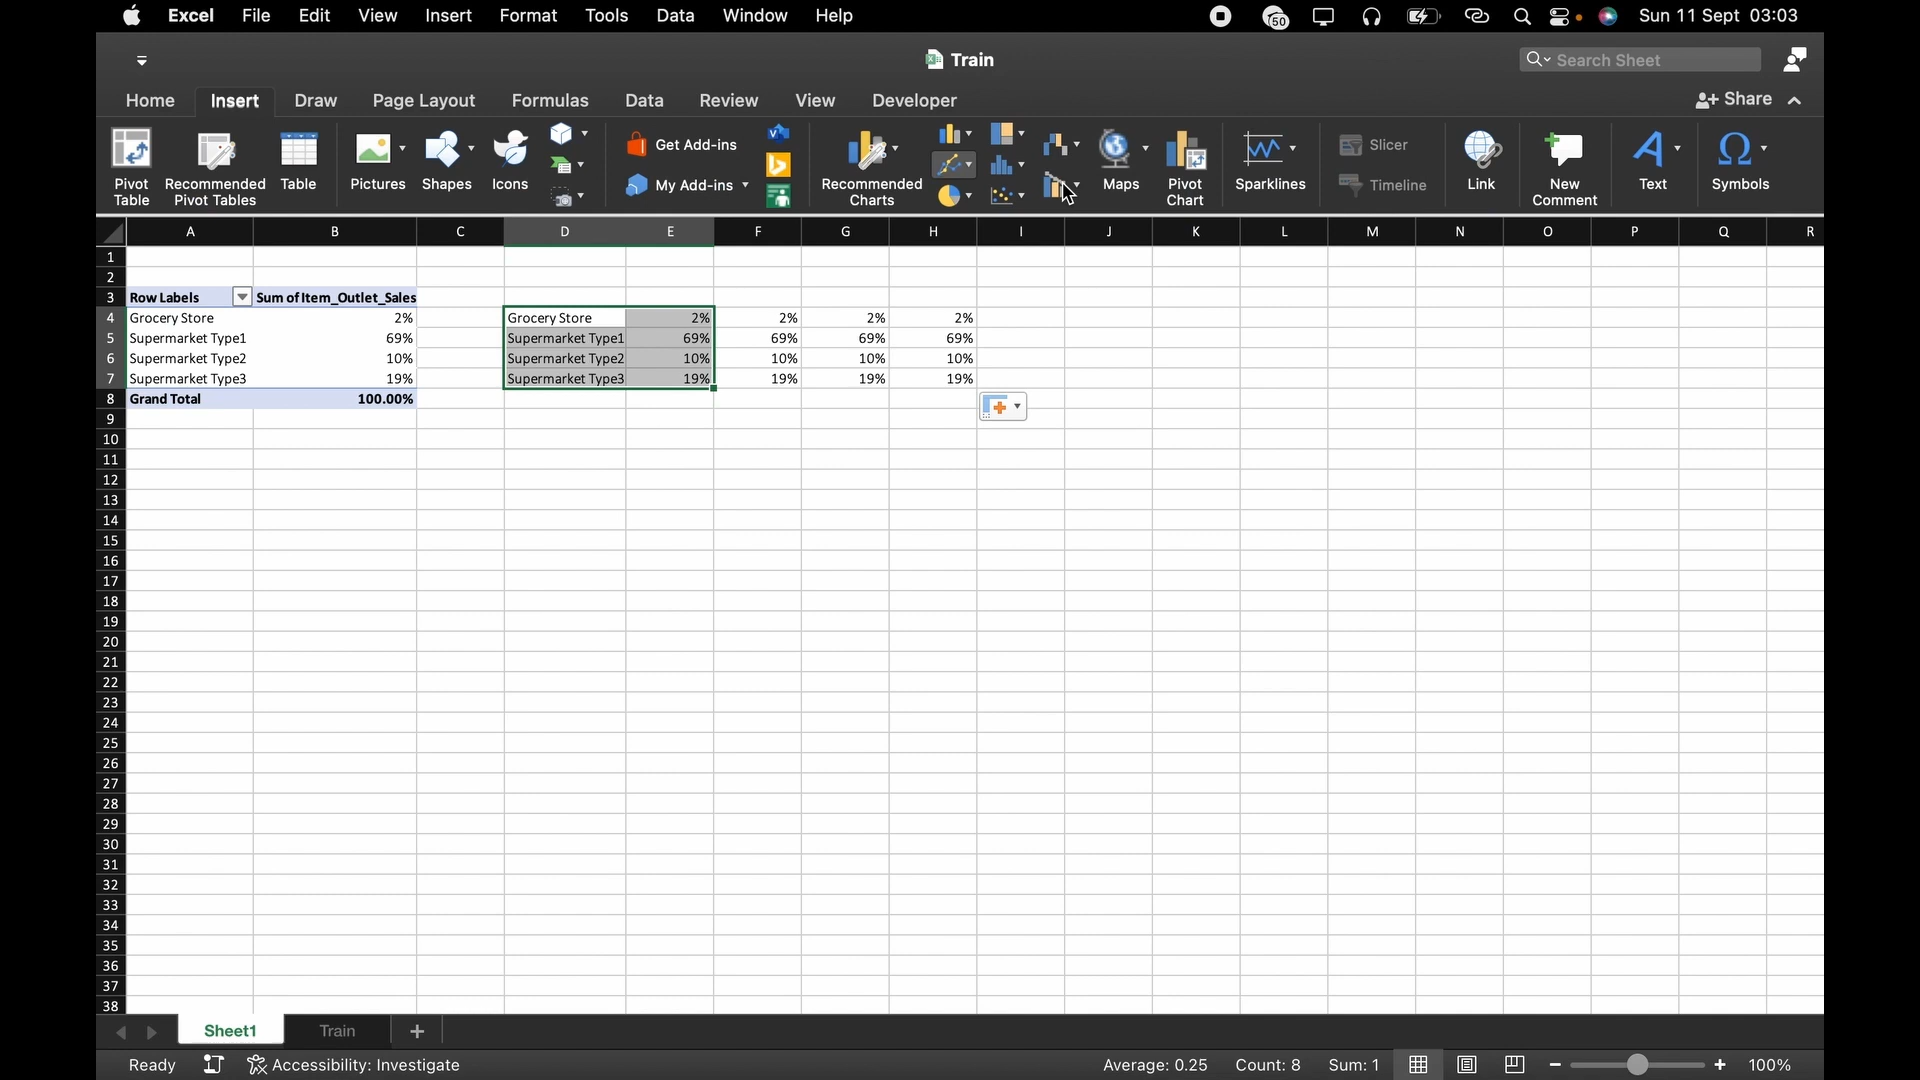 Excel File Edit View Insert Format Tools Data Window Help 50 Sun 11 Sept 03:03
Train Search Sheet
Home Insert Draw Page Layout Formulas Data Review View Developer Share
Pivot Table Recommended Pivot Tables Table Pictures Shapes Icons Get Add-ins My Add-ins Recommended Charts Maps Pivot Chart Sparklines Slicer Timeline Link New Comment Text Symbols
A B C D E F G H I J K L M N O P Q R
1
2
3 Row Labels Sum of Item_Outlet_Sales
4 Grocery Store 2% Grocery Store 2% 2% 2% 2%
5 Supermarket Type1 69% Supermarket Type1 69% 69% 69% 69%
6 Supermarket Type2 10% Supermarket Type2 10% 10% 10% 10%
7 Supermarket Type3 19% Supermarket Type3 19% 19% 19% 19%
8 Grand Total 100.00%
9
10
11
12
13
14
15
16
17
18
19
20
21
22
23
24
25
26
27
28
29
30
31
32
33
34
35
36
37
38
Sheet1 Train +
Ready Accessibility: Investigate Average: 0.25 Count: 8 Sum: 1 100%